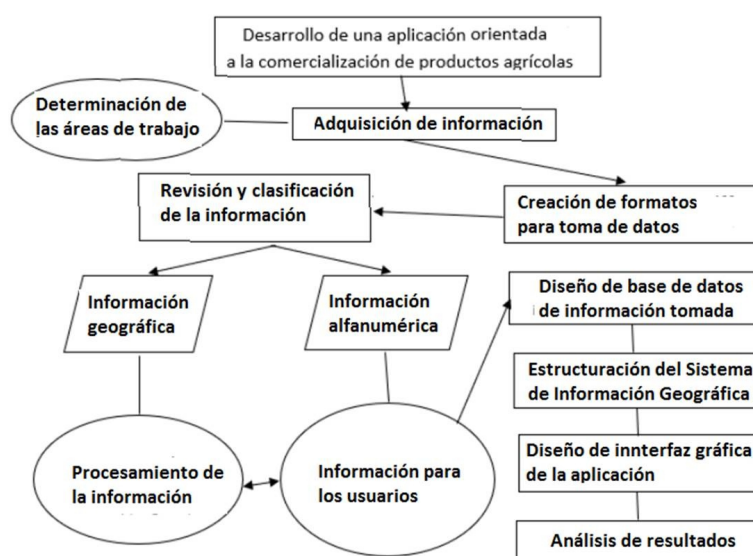 Desarrollo de una aplicación orientada
a la comercialización de productos agrícolas
Determinación de
las áreas de trabajo
Adquisición de información
Revisión y clasificación
de la información
Creación de formatos
para toma de datos
Información
geográfica
Información
alfanumérica
Diseño de base de datos
de información tomada
Estructuración del Sistema
de Información Geográfica
Procesamiento de
la información
Información para
los usuarios
Diseño de innterfaz gráfica
de la aplicación
Análisis de resultados